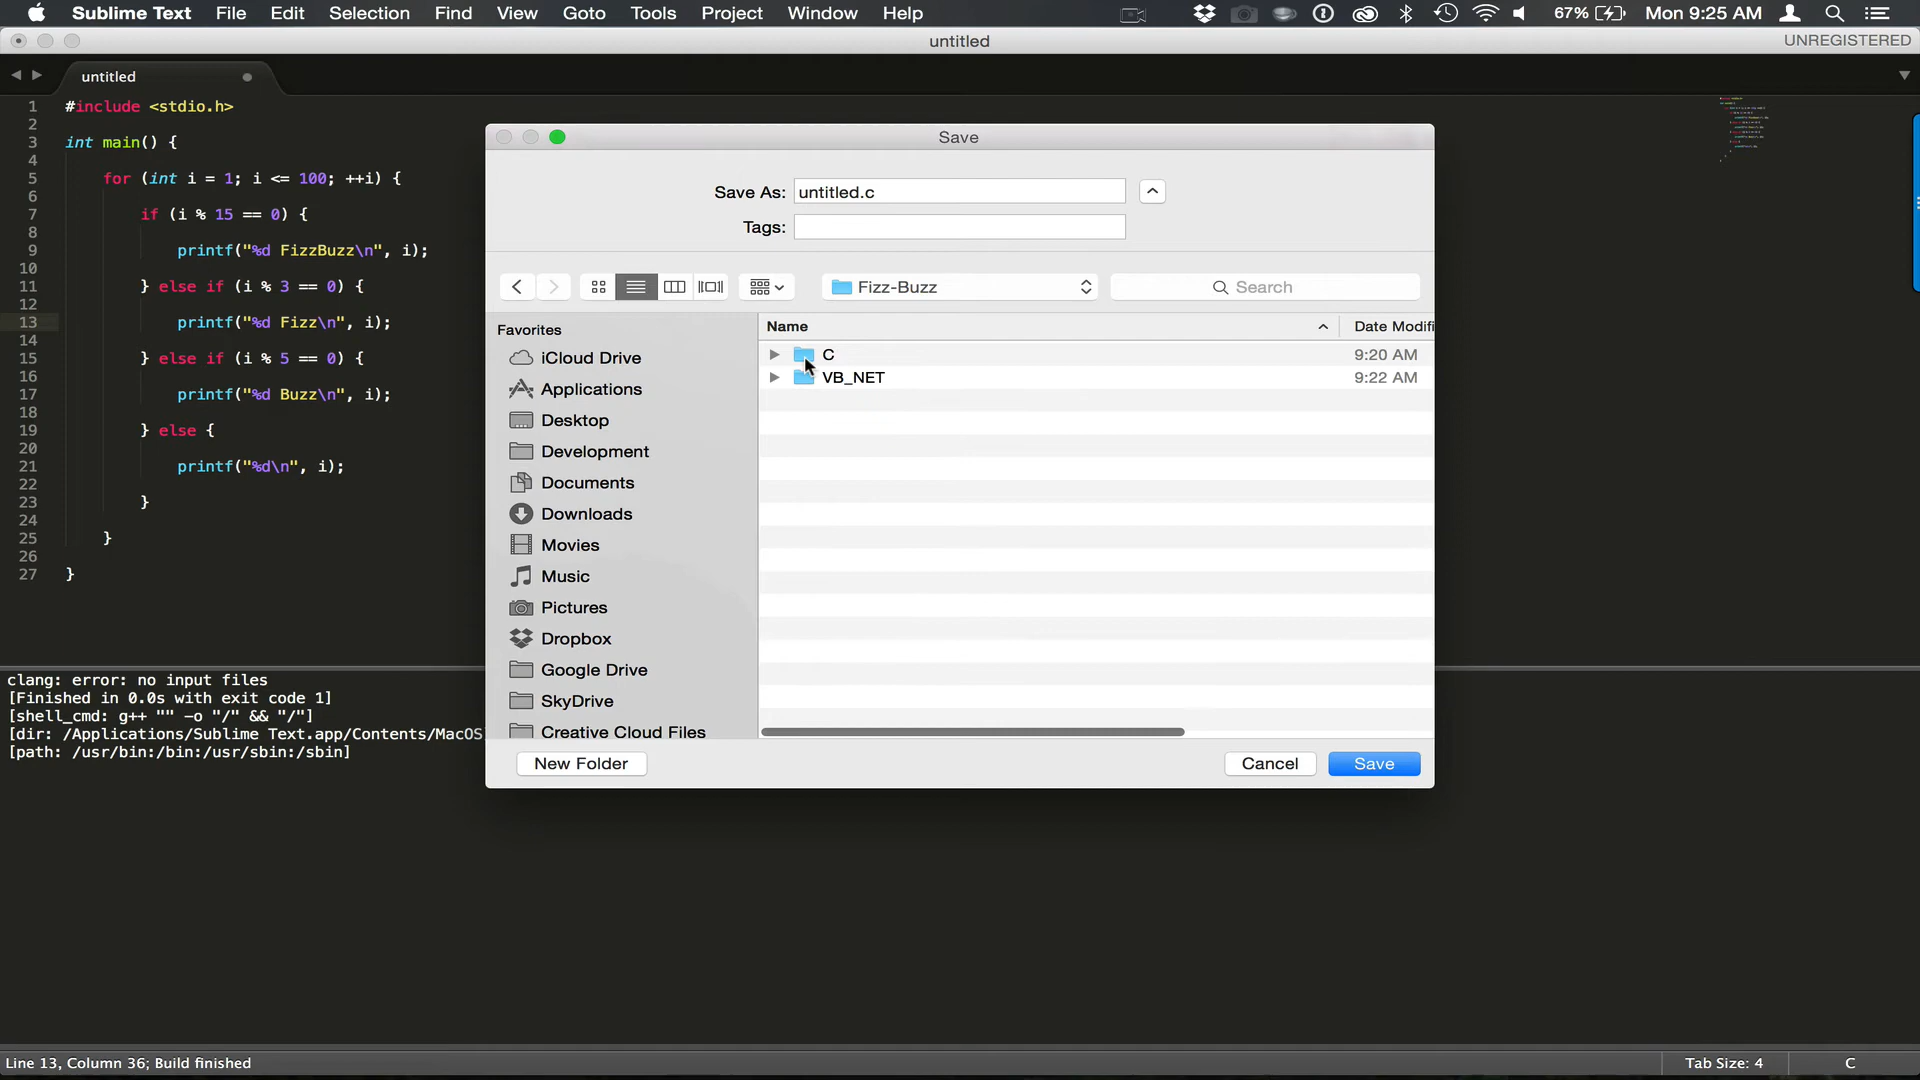 Sublime Text File Edit Selection Find View Goto Tools Project Window Help 67% Mon 9:25 AM
untitled UNREGISTERED
untitled
1 #include <stdio.h>
2
3 int main() {
4
5 for (int i = 1; i <= 100; ++i) {
6
7 if (i % 15 == 0) {
8
9 printf("%d FizzBuzz\n", i);
10
11 } else if (i % 3 == 0) {
12
13 printf("%d Fizz\n", i);
14
15 } else if (i % 5 == 0) {
16
17 printf("%d Buzz\n", i);
18
19 } else {
20
21 printf("%d\n", i);
22
23 }
24
25 }
26
27 }
Save
Save As: untitled.c
Tags:
Fizz-Buzz Search
Favorites
iCloud Drive
Applications
Desktop
Development
Documents
Downloads
Movies
Music
Pictures
Dropbox
Google Drive
SkyDrive
Creative Cloud Files
Name Date Modifi
C 9:20 AM
VB_NET 9:22 AM
New Folder Cancel Save
clang: error: no input files
[Finished in 0.0s with exit code 1]
[shell_cmd: g++ "" -o "/" && "/"]
[dir: /Applications/Sublime Text.app/Contents/MacOS
[path: /usr/bin:/bin:/usr/sbin:/sbin]
Line 13, Column 36; Build finished Tab Size: 4 C